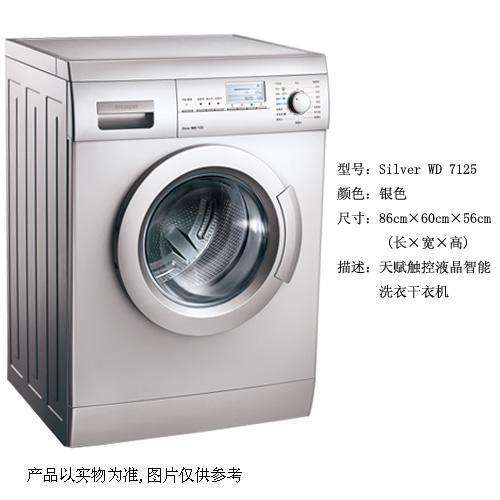 型号：Silver WD 7125
颜色：银色
尺寸：86cm×60cm×56cm
(长×宽×高)
描述：天赋触控液晶智能
洗衣干衣机
产品以实物为准,图片仅供参考